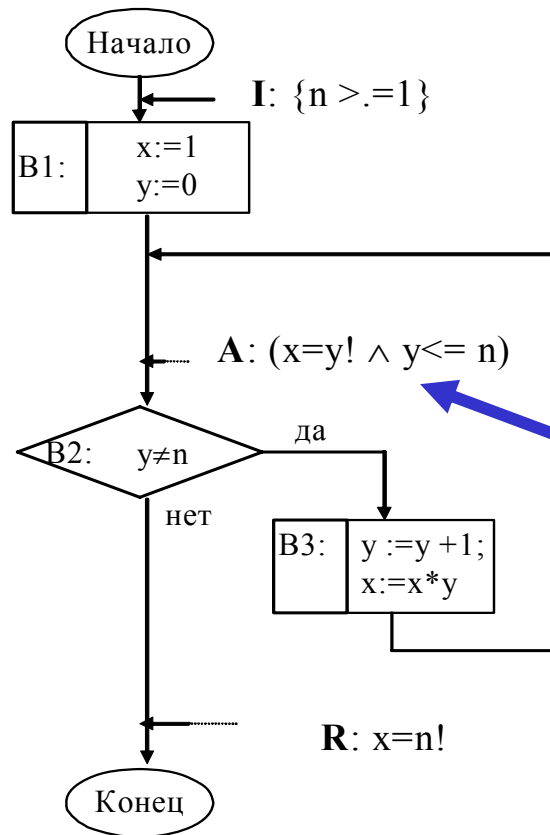 Начало
I: {n >.=1}
B1:
x:=1
y:=0
A: (x=y! ∧ y<= n)
B2: y≠n
да
нет
B3:
y :=y +1;
x:=x*y
R: x=n!
Конец